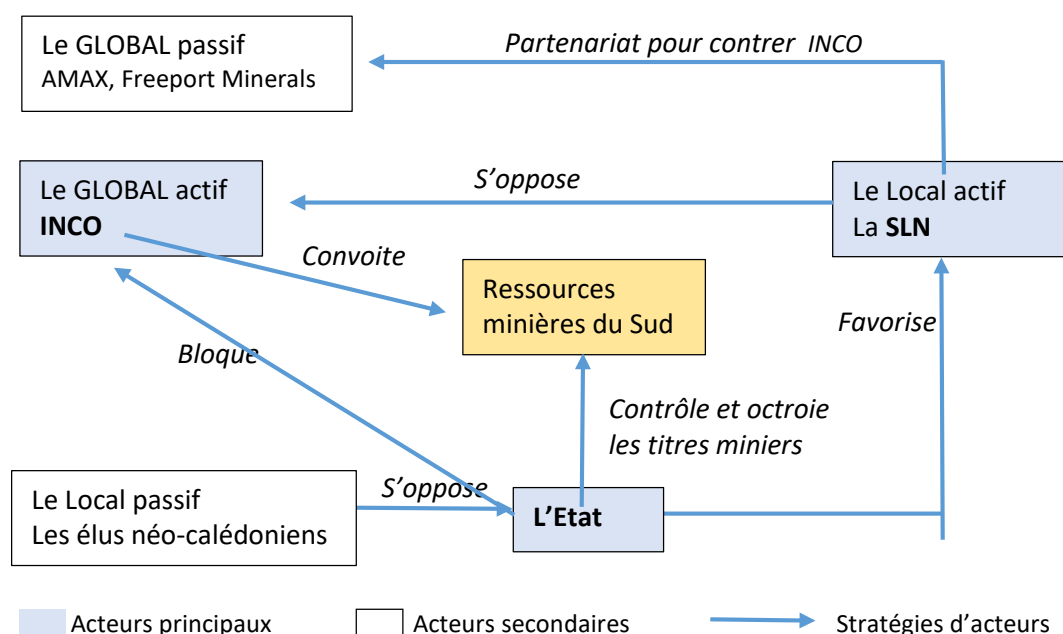 Le GLOBAL passif
AMAX, Freeport Minerals
Partenariat pour contrer INCO
Le GLOBAL actif
INCO
S’oppose
Le Local actif
La SLN
Convoite
Ressources
minières du Sud
Favorise
Bloque
Contrôle et octroie
les titres miniers
Le Local passif
Les élus néo-calédoniens
S’oppose
L’Etat
Acteurs principaux
Acteurs secondaires
Stratégies d’acteurs